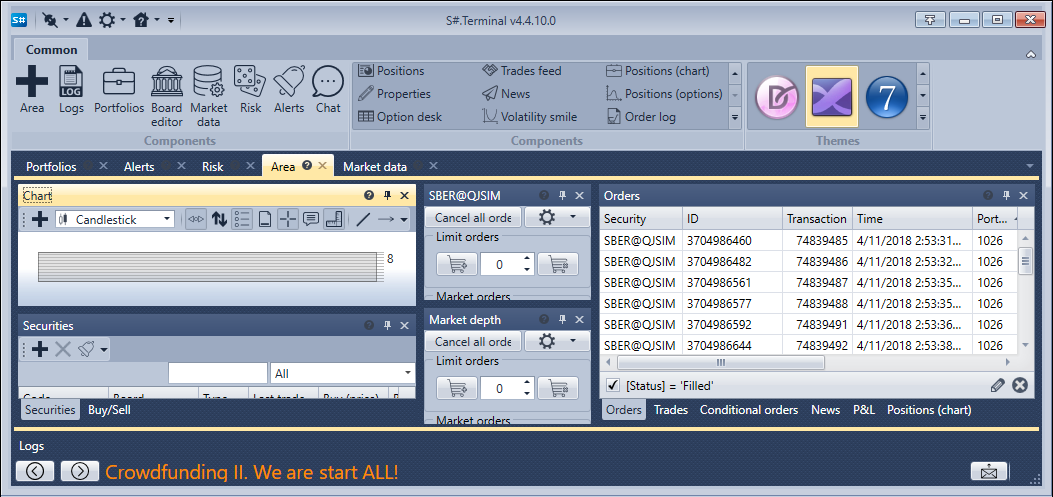 S# S#.Terminal v4.4.10.0
Common
Area Logs Portfolios Board editor Market data Risk Alerts Chat
LOG
Positions Trades feed Positions (chart)
Properties News Positions (options)
Option desk Volatility smile Order log
7
Components Components Themes
Portfolios Alerts Risk Area Market data
Chart
Candlestick
8
Securities
All
Code Board Type Last trade Buy (price)
Securities Buy/Sell
SBER@QJSIM
Cancel all orde
Limit orders
0
Market orders
Market depth
Cancel all orde
Limit orders
0
Market orders
Orders
Security ID Transaction Time Port...
SBER@QJSIM 3704986460 74839485 4/11/2018 2:53:31... 1026
SBER@QJSIM 3704986482 74839486 4/11/2018 2:53:32... 1026
SBER@QJSIM 3704986561 74839487 4/11/2018 2:53:35... 1026
SBER@QJSIM 3704986577 74839488 4/11/2018 2:53:35... 1026
SBER@QJSIM 3704986592 74839491 4/11/2018 2:53:36... 1026
SBER@QJSIM 3704986644 74839492 4/11/2018 2:53:38... 1026
[Status] = 'Filled'
Orders Trades Conditional orders News P&L Positions (chart)
Logs
Crowdfunding II. We are start ALL!